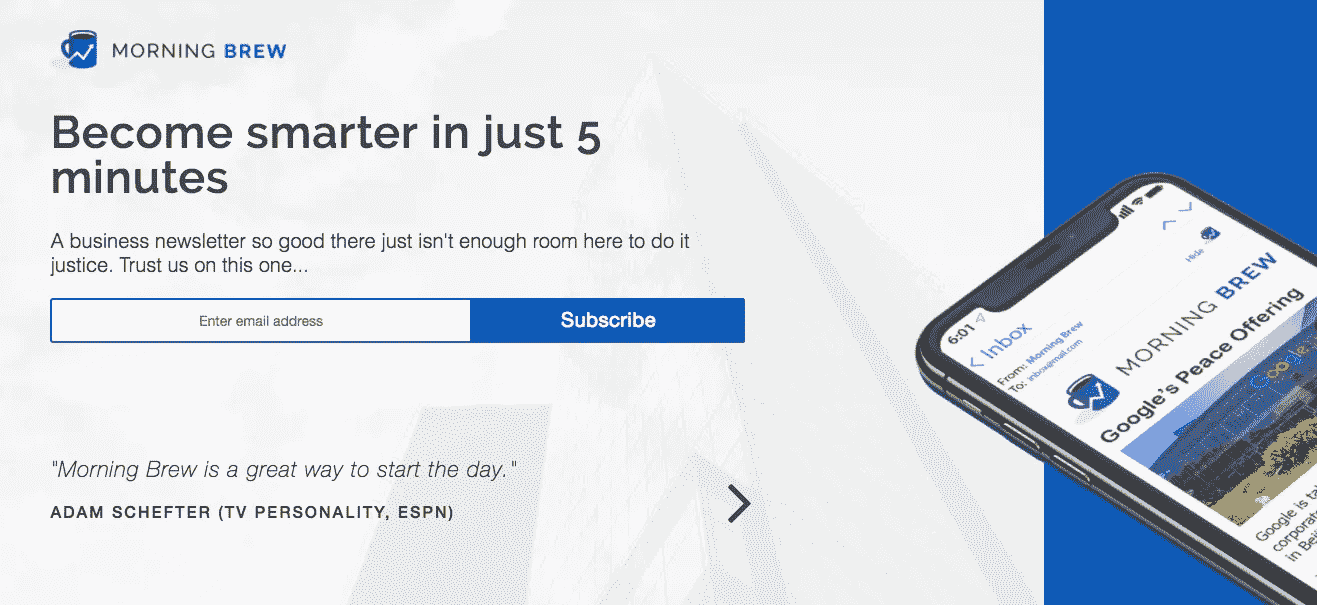 MORNING BREW
Become smarter in just 5
minutes
A business newsletter so good there just isn't enough room here to do it
justice. Trust us on this one...
Enter email address
Subscribe
"Morning Brew is a great way to start the day."
ADAM SCHEFTER (TV PERSONALITY, ESPN)
6:01
Inbox
Hide
From: Morning Brew
To: inbox@mail.com
MORNING BREW
Google's Peace Offering
Google
Google is
corporat
in Bei